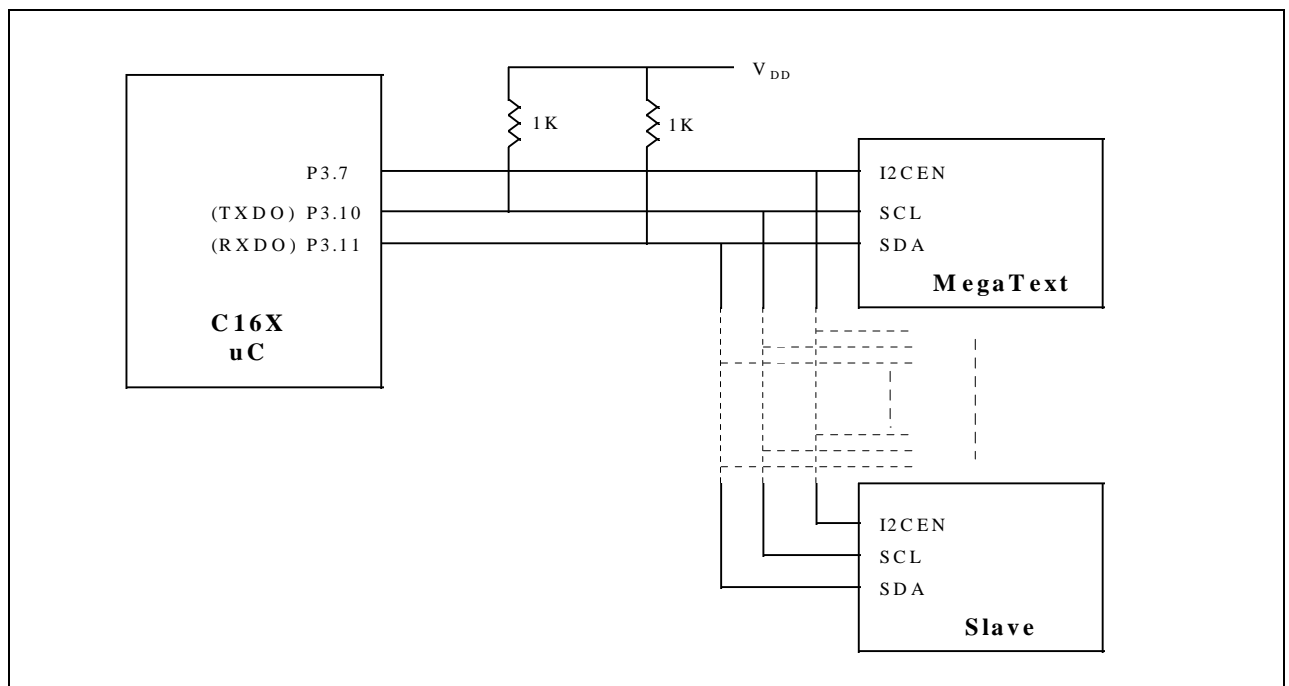 V DD
1K
1K
P3.7
(TXDO) P3.10
(RXDO) P3.11
C16X
uC
I2CEN
SCL
SDA
MegaText
I2CEN
SCL
SDA
Slave